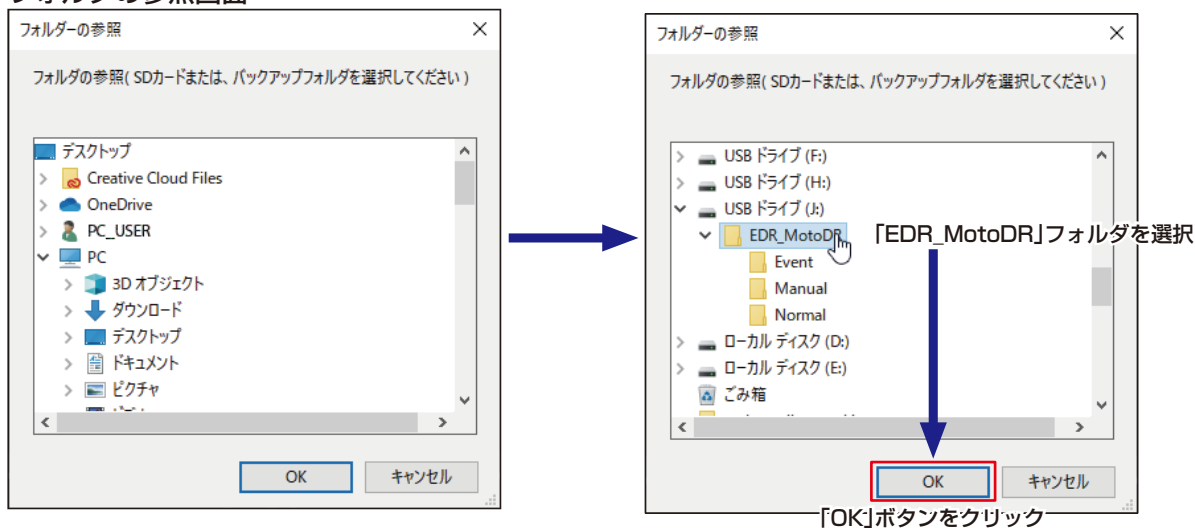 フォルダーの参照
フォルダの参照( SDカードまたは、バックアップフォルダを選択してください )
デスクトップ
Creative Cloud Files
OneDrive
PC_USER
PC
3D オブジェクト
ダウンロード
デスクトップ
ドキュメント
ピクチャ
OK
キャンセル
フォルダーの参照
フォルダの参照( SDカードまたは、バックアップフォルダを選択してください )
USB ドライブ (F:)
USB ドライブ (H:)
USB ドライブ (J:)
EDR_MotoDR
「EDR_MotoDR」フォルダを選択
Event
Manual
Normal
ローカル ディスク (D:)
ローカル ディスク (E:)
ごみ箱
OK
キャンセル
「OK」ボタンをクリック